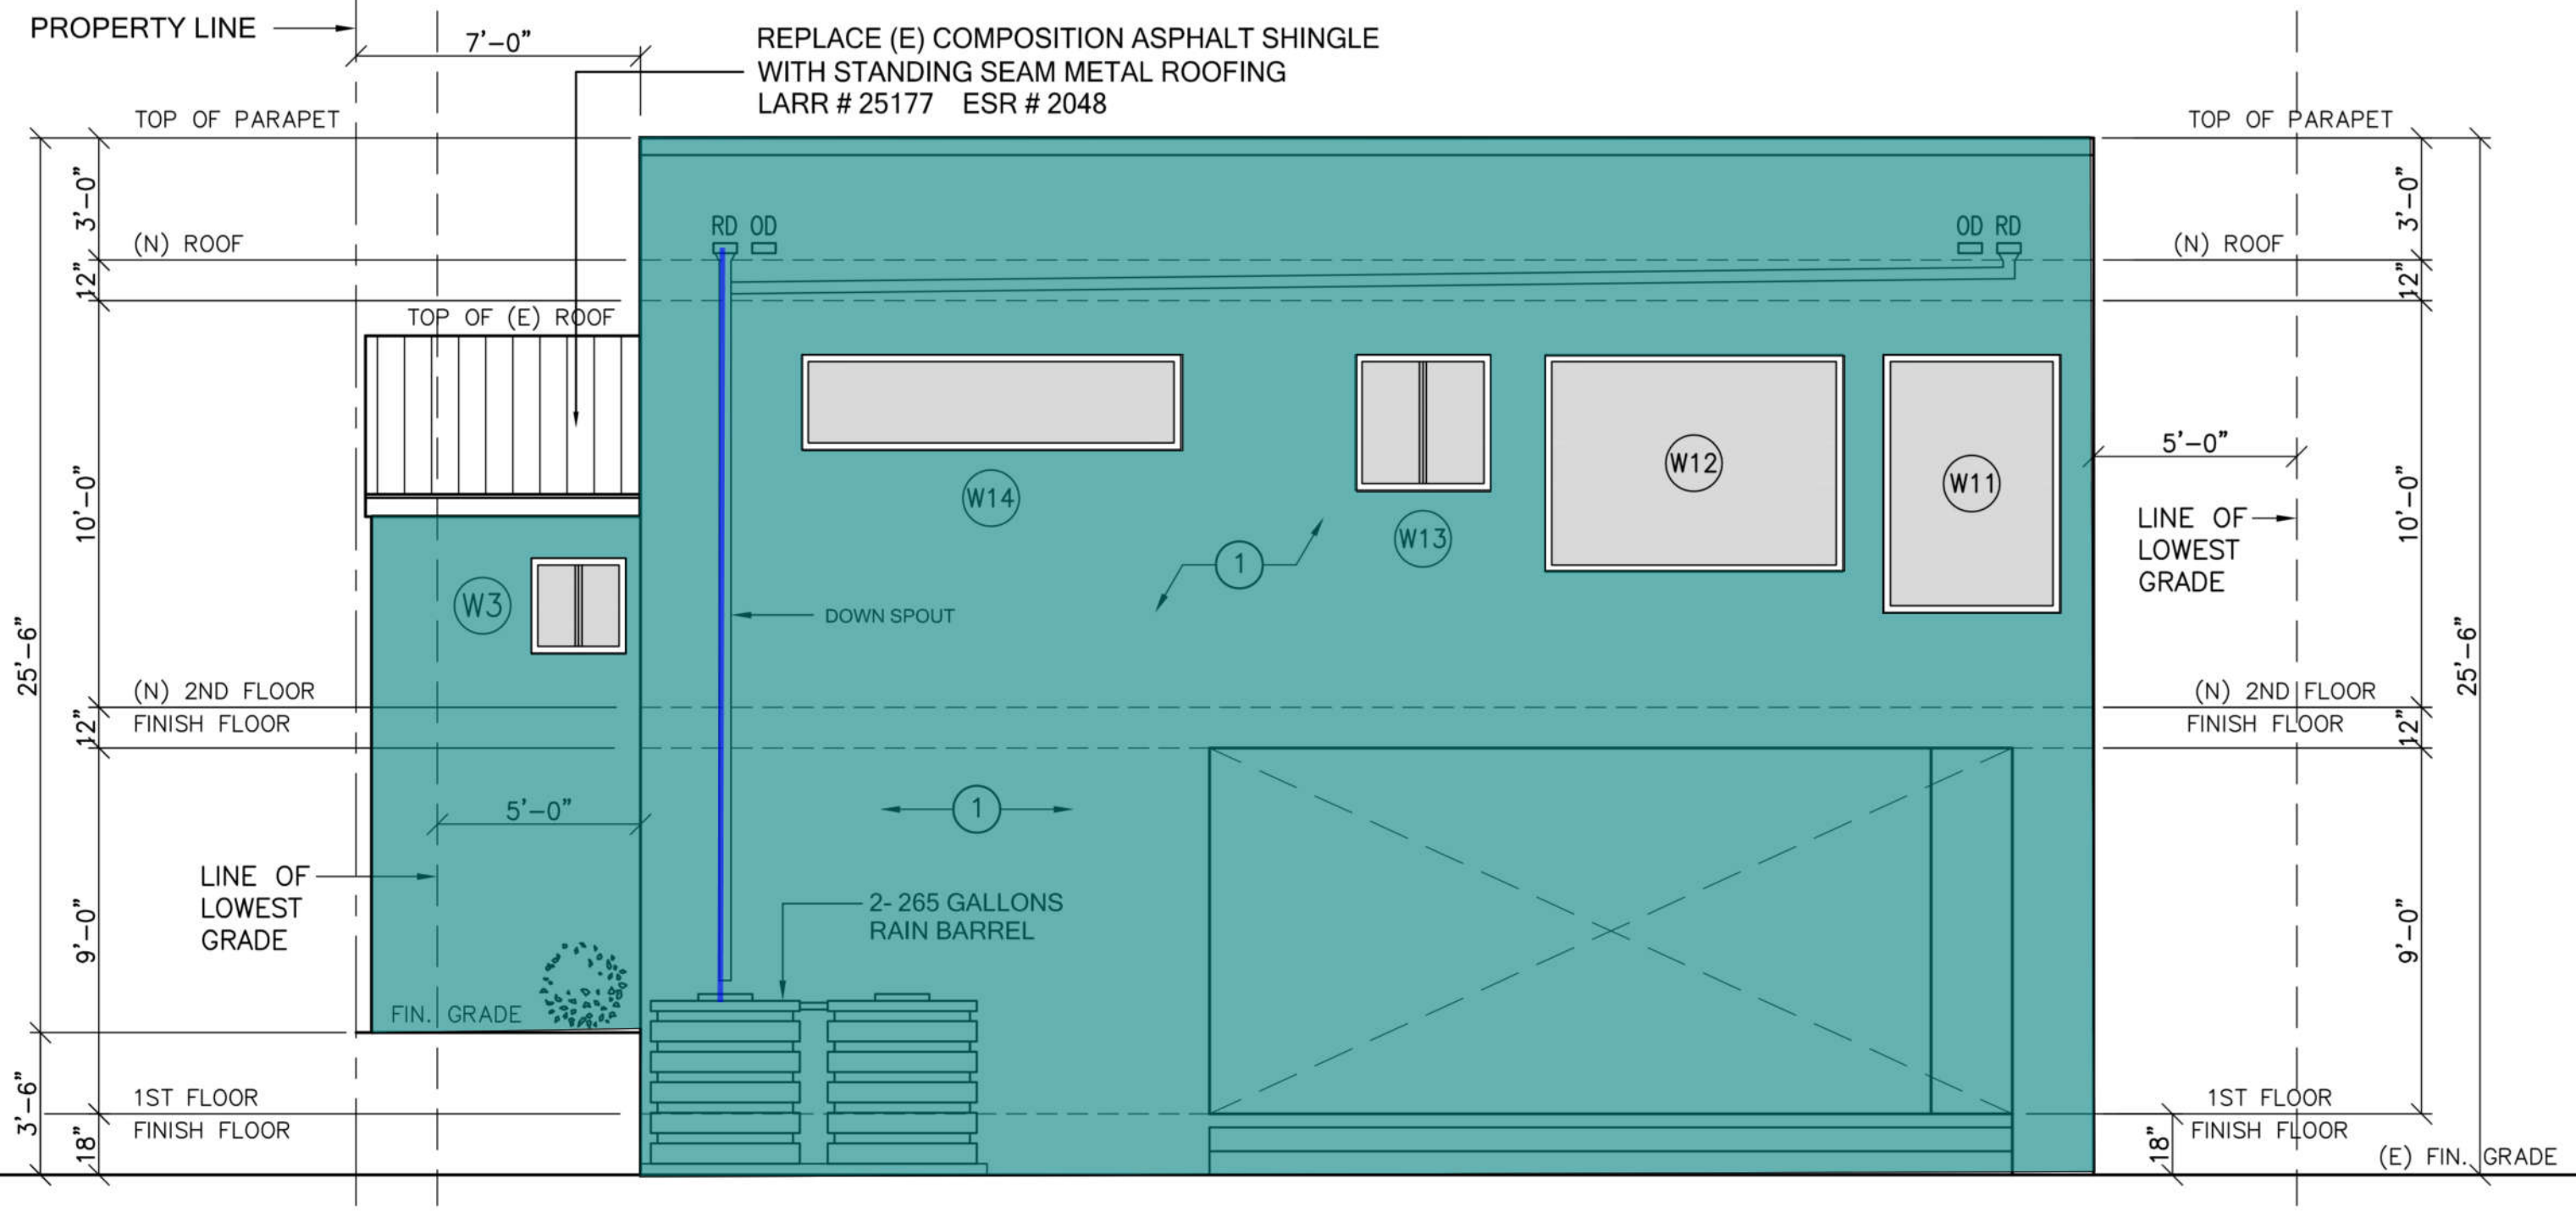 PROPERTY LINE
7'-0"
REPLACE (E) COMPOSITION ASPHALT SHINGLE
WITH STANDING SEAM METAL ROOFING
LARR # 25177 ESR # 2048
TOP OF PARAPET
TOP OF PARAPET
3'-0"
3'-0"
RD OD
OD RD
(N) ROOF
(N) ROOF
12"
12"
TOP OF (E) ROOF
5'-0"
W12
W11
W14
10'-0"
10'-0"
LINE OF
LOWEST
GRADE
W13
1
W3
DOWN SPOUT
25'-6"
25'-6"
(N) 2ND FLOOR
FINISH FLOOR
(N) 2ND FLOOR
FINISH FLOOR
12"
12"
5'-0"
1
LINE OF
LOWEST
GRADE
2- 265 GALLONS
RAIN BARREL
9'-0"
9'-0"
FIN. GRADE
3'-6"
1ST FLOOR
FINISH FLOOR
1ST FLOOR
FINISH FLOOR
18"
18"
(E) FIN. GRADE